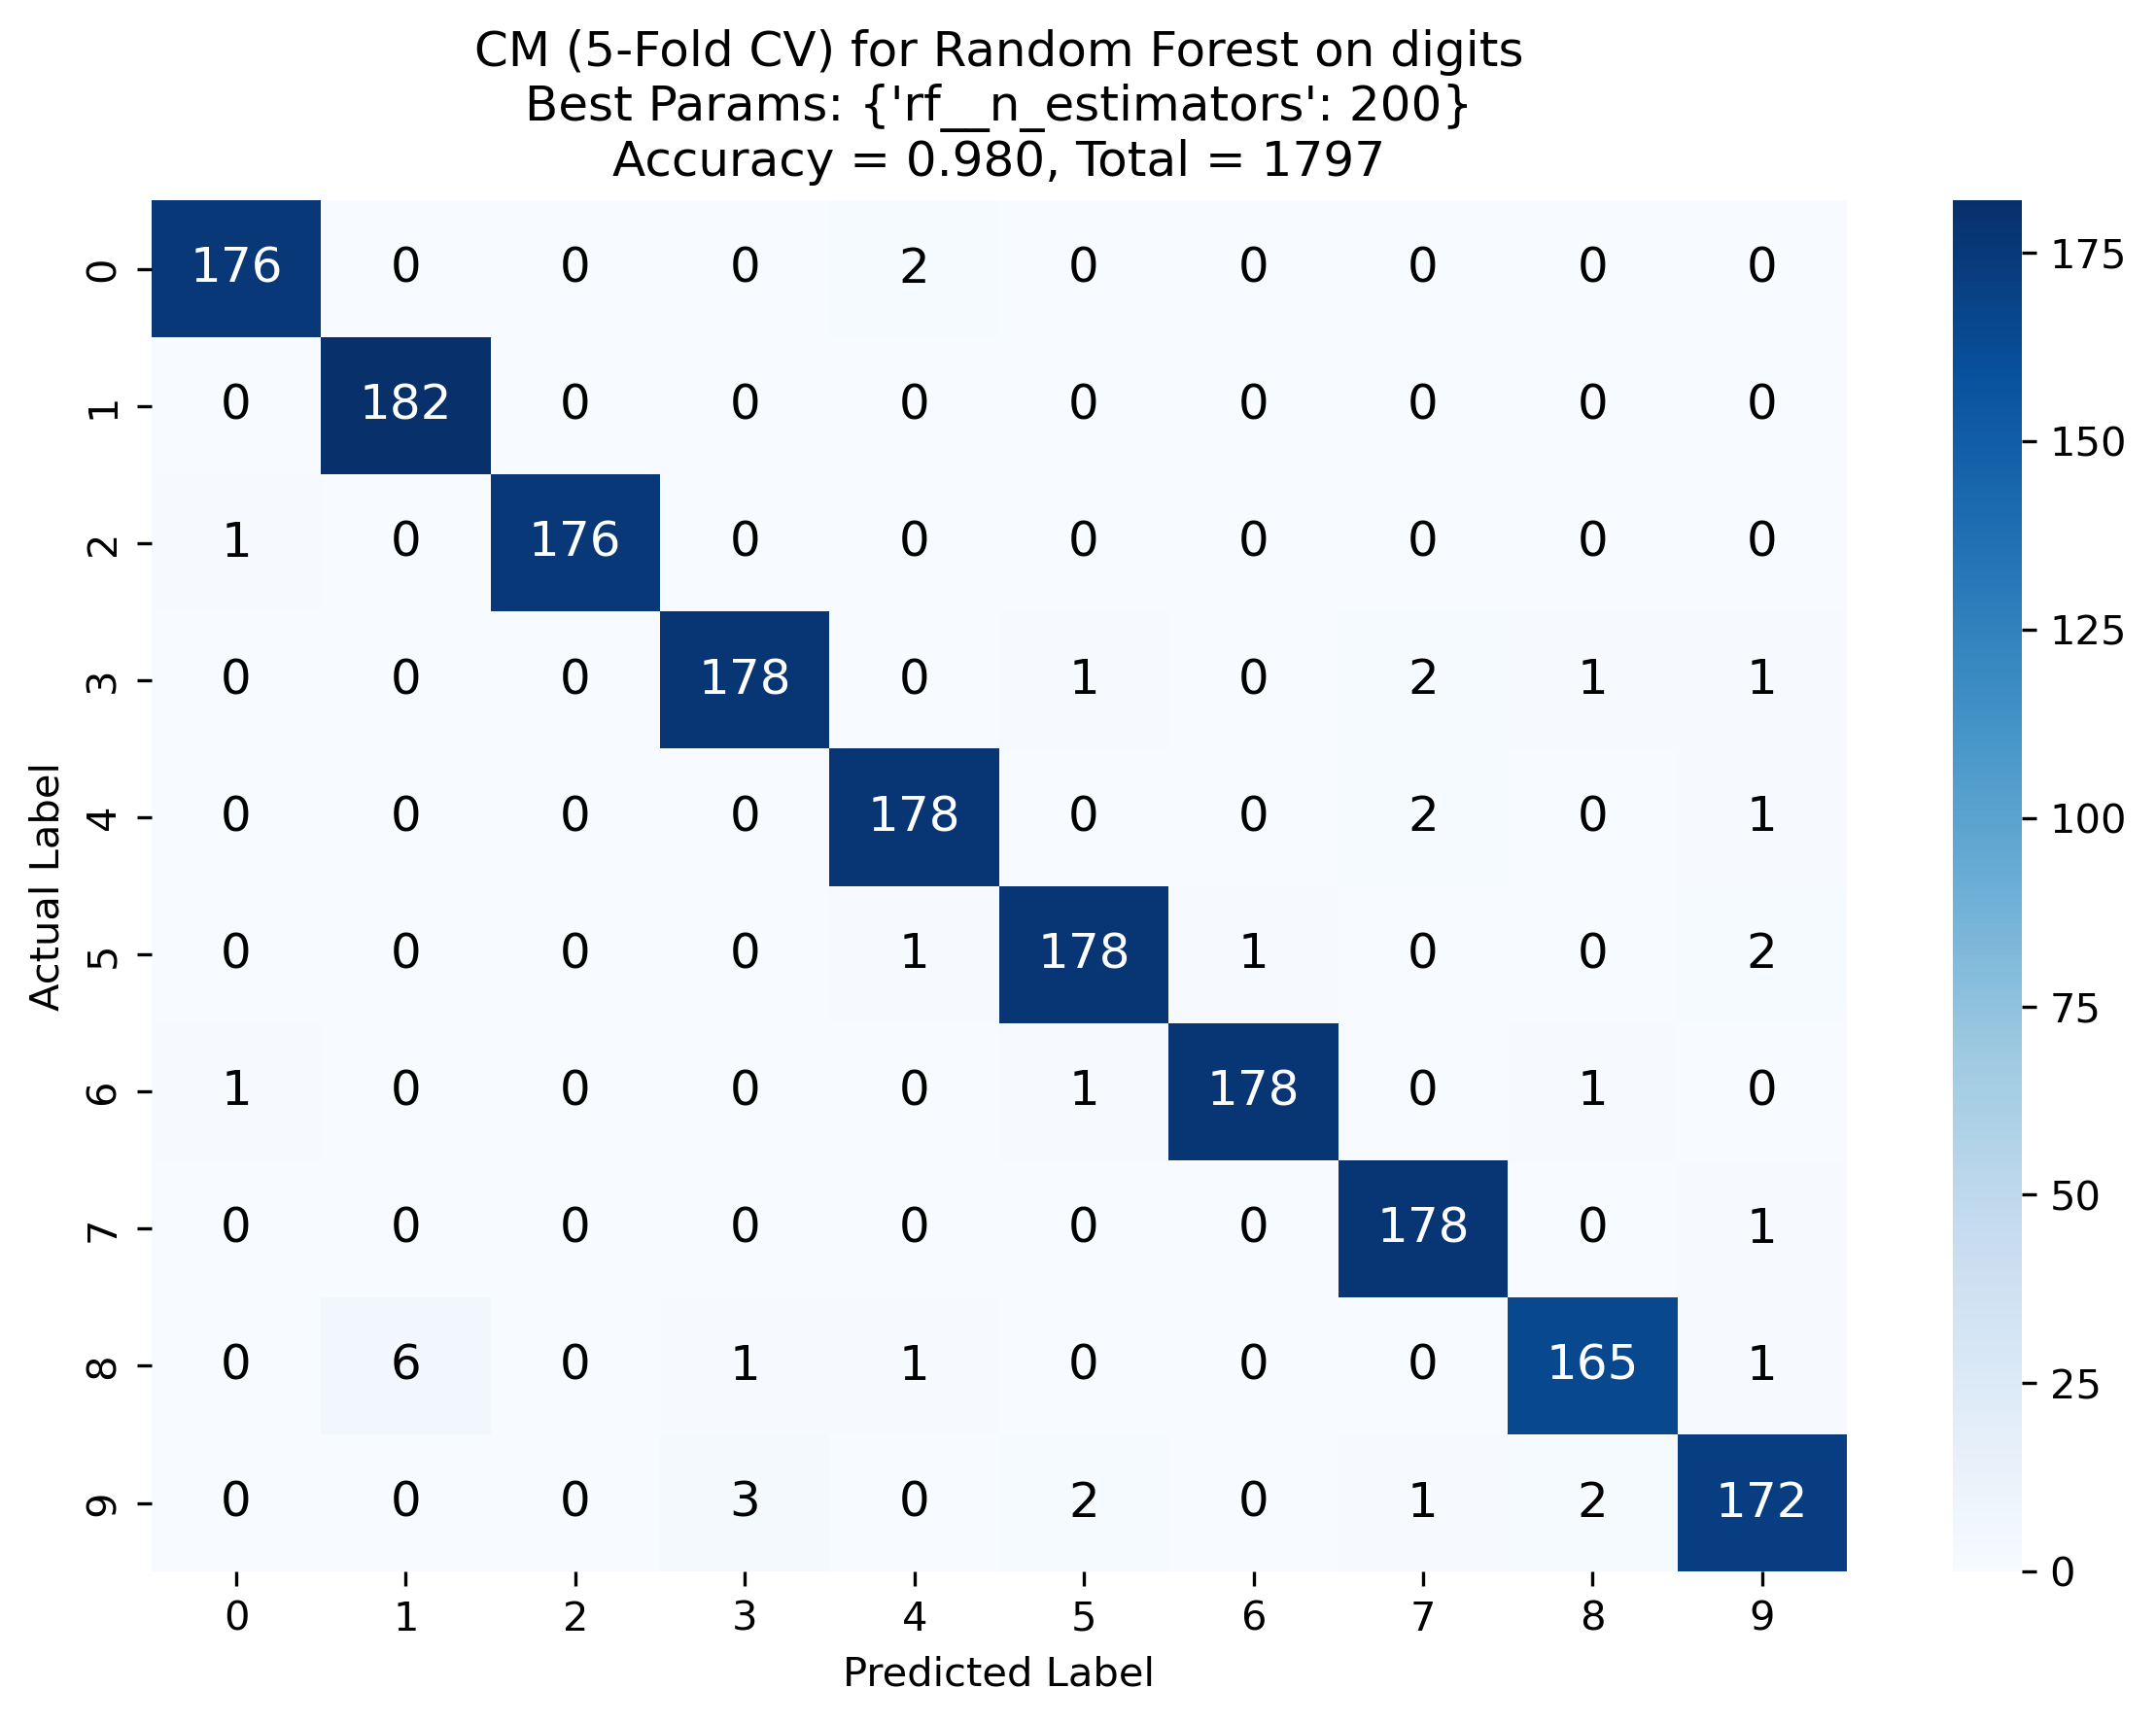 CM (5-Fold CV) for Random Forest on digits
Best Params: {'rf__n_estimators': 200}
Accuracy = 0.980, Total = 1797
Actual Label
0 176 0 0 0 2 0 0 0 0 0
1 0 182 0 0 0 0 0 0 0 0
2 1 0 176 0 0 0 0 0 0 0
3 0 0 0 178 0 1 0 2 1 1
4 0 0 0 0 178 0 0 2 0 1
5 0 0 0 0 1 178 1 0 0 2
6 1 0 0 0 0 1 178 0 1 0
7 0 0 0 0 0 0 0 178 0 1
8 0 6 0 1 1 0 0 0 165 1
9 0 0 0 3 0 2 0 1 2 172
0 1 2 3 4 5 6 7 8 9
Predicted Label
175
150
125
100
75
50
25
0